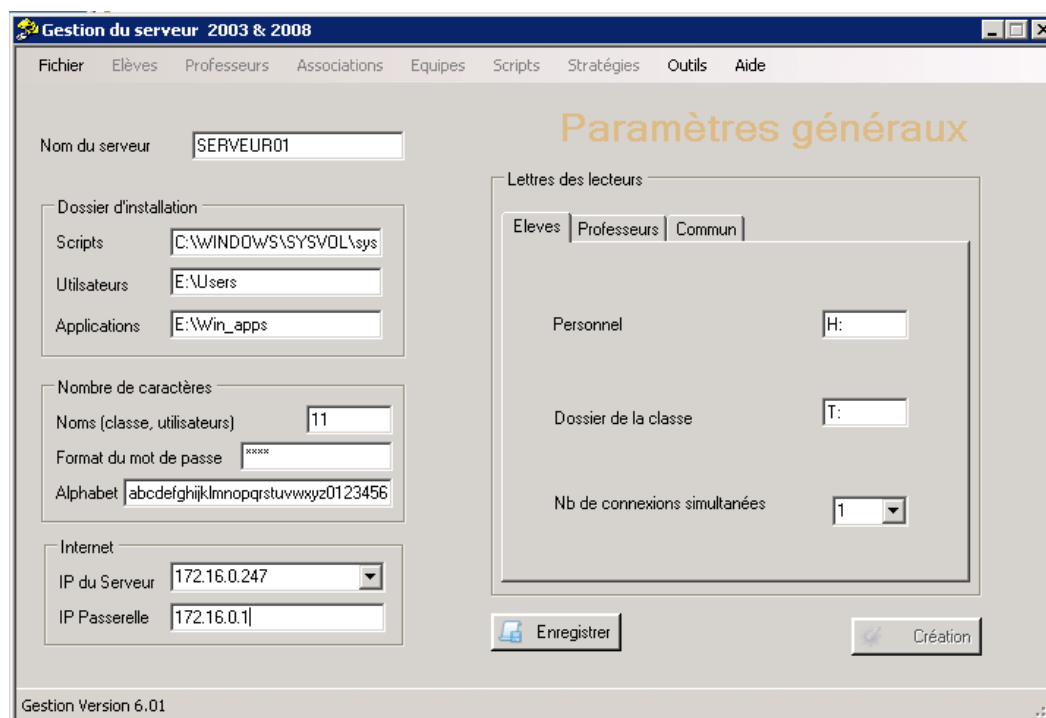 Gestion du serveur 2003 & 2008
Fichier Elèves Professeurs Associations Equipes Scripts Stratégies Outils Aide
Paramètres généraux
Nom du serveur SERVEUR01
Dossier d'installation
Scripts C:\WINDOWS\SYSVOL\sys
Utilsateurs E:\Users
Applications E:\Win_apps
Nombre de caractères
Noms (classe, utilisateurs) 11
Format du mot de passe ****
Alphabet abcdefghijklmnopqrstuvwxyz0123456
Internet
IP du Serveur 172.16.0.247
IP Passerelle 172.16.0.1
Lettres des lecteurs
Eleves Professeurs Commun
Personnel H:
Dossier de la classe T:
Nb de connexions simultanées 1
Enregistrer Création
Gestion Version 6.01